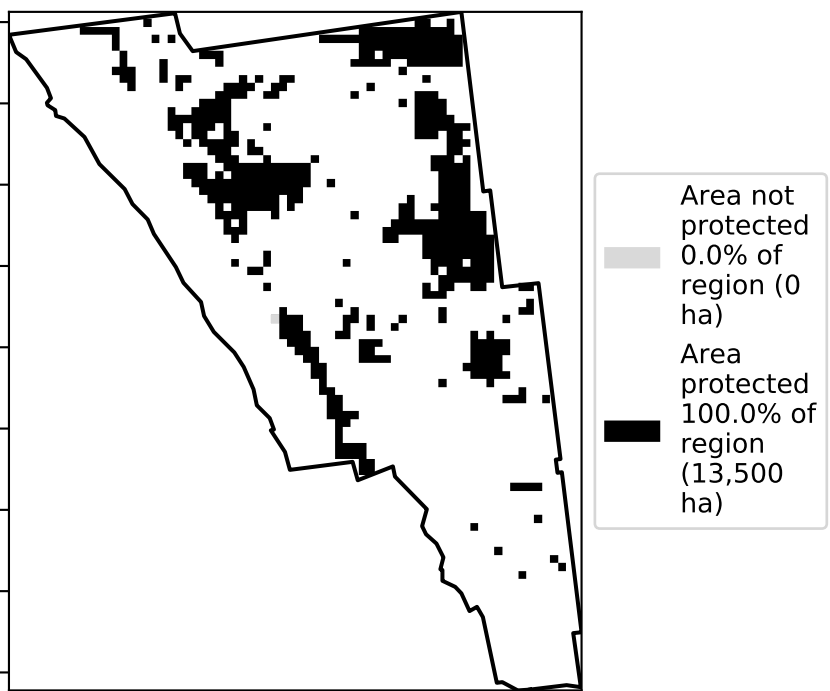 Area not
protected
0.0% of
region (0
ha)
Area
protected
100.0% of
region
(13,500
ha)